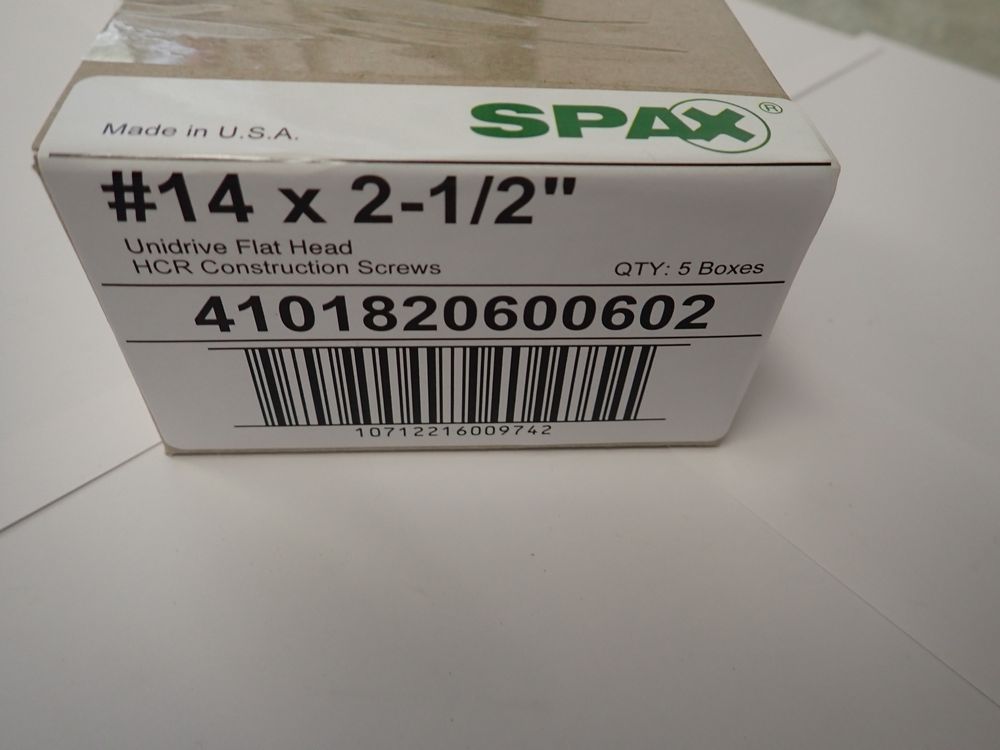 Made in U.S.A.
SPAX®
#14 x 2-1/2"
Unidrive Flat Head
HCR Construction Screws
QTY: 5 Boxes
4101820600602
10712216009742